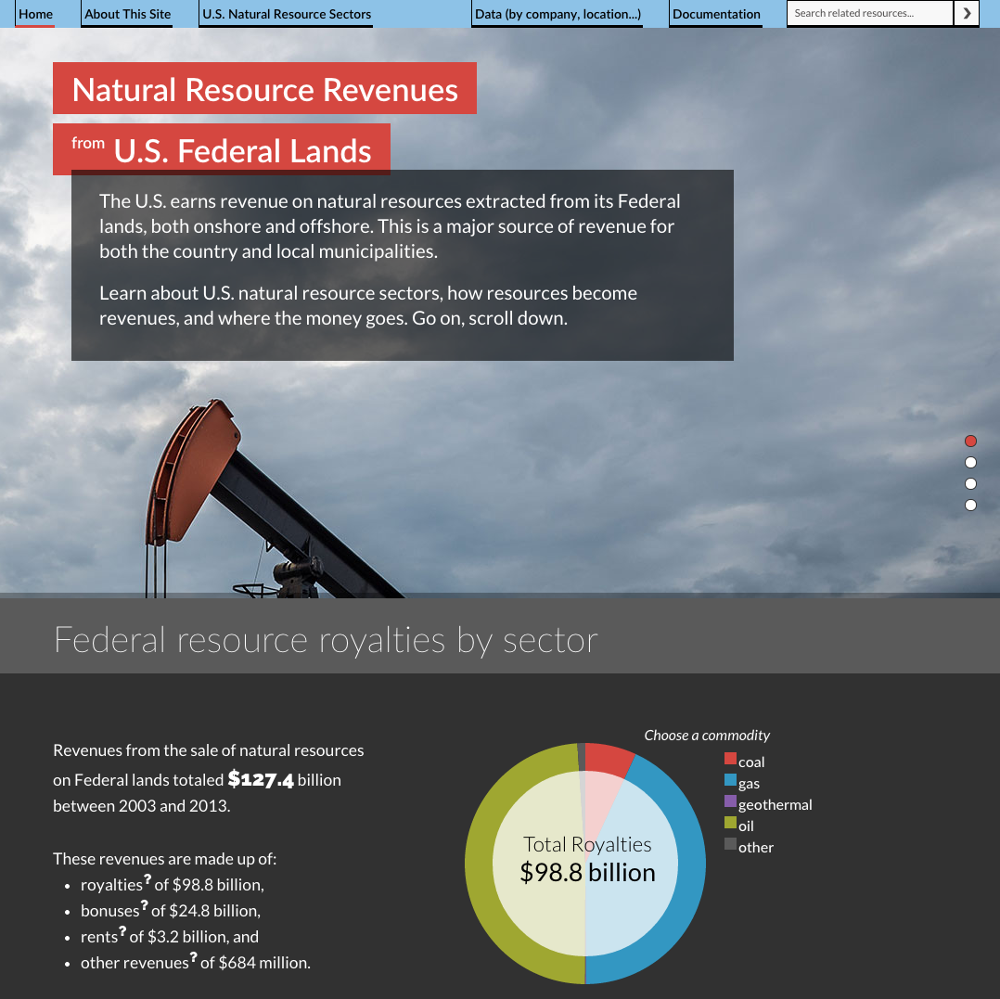 Home
About This Site
U.S. Natural Resource Sectors
Data (by company, location...)
Documentation
Search related resources...
Natural Resource Revenues
from U.S. Federal Lands
The U.S. earns revenue on natural resources extracted from its Federal
lands, both onshore and offshore. This is a major source of revenue for
both the country and local municipalities.
Learn about U.S. natural resource sectors, how resources become
revenues, and where the money goes. Go on, scroll down.
Federal resource royalties by sector
Revenues from the sale of natural resources
on Federal lands totaled $127.4 billion
between 2003 and 2013.
These revenues are made up of:
• royalties? of $98.8 billion,
• bonuses? of $24.8 billion,
• rents? of $3.2 billion, and
• other revenues? of $684 million.
Choose a commodity
coal
gas
geothermal
oil
other
Total Royalties
$98.8 billion